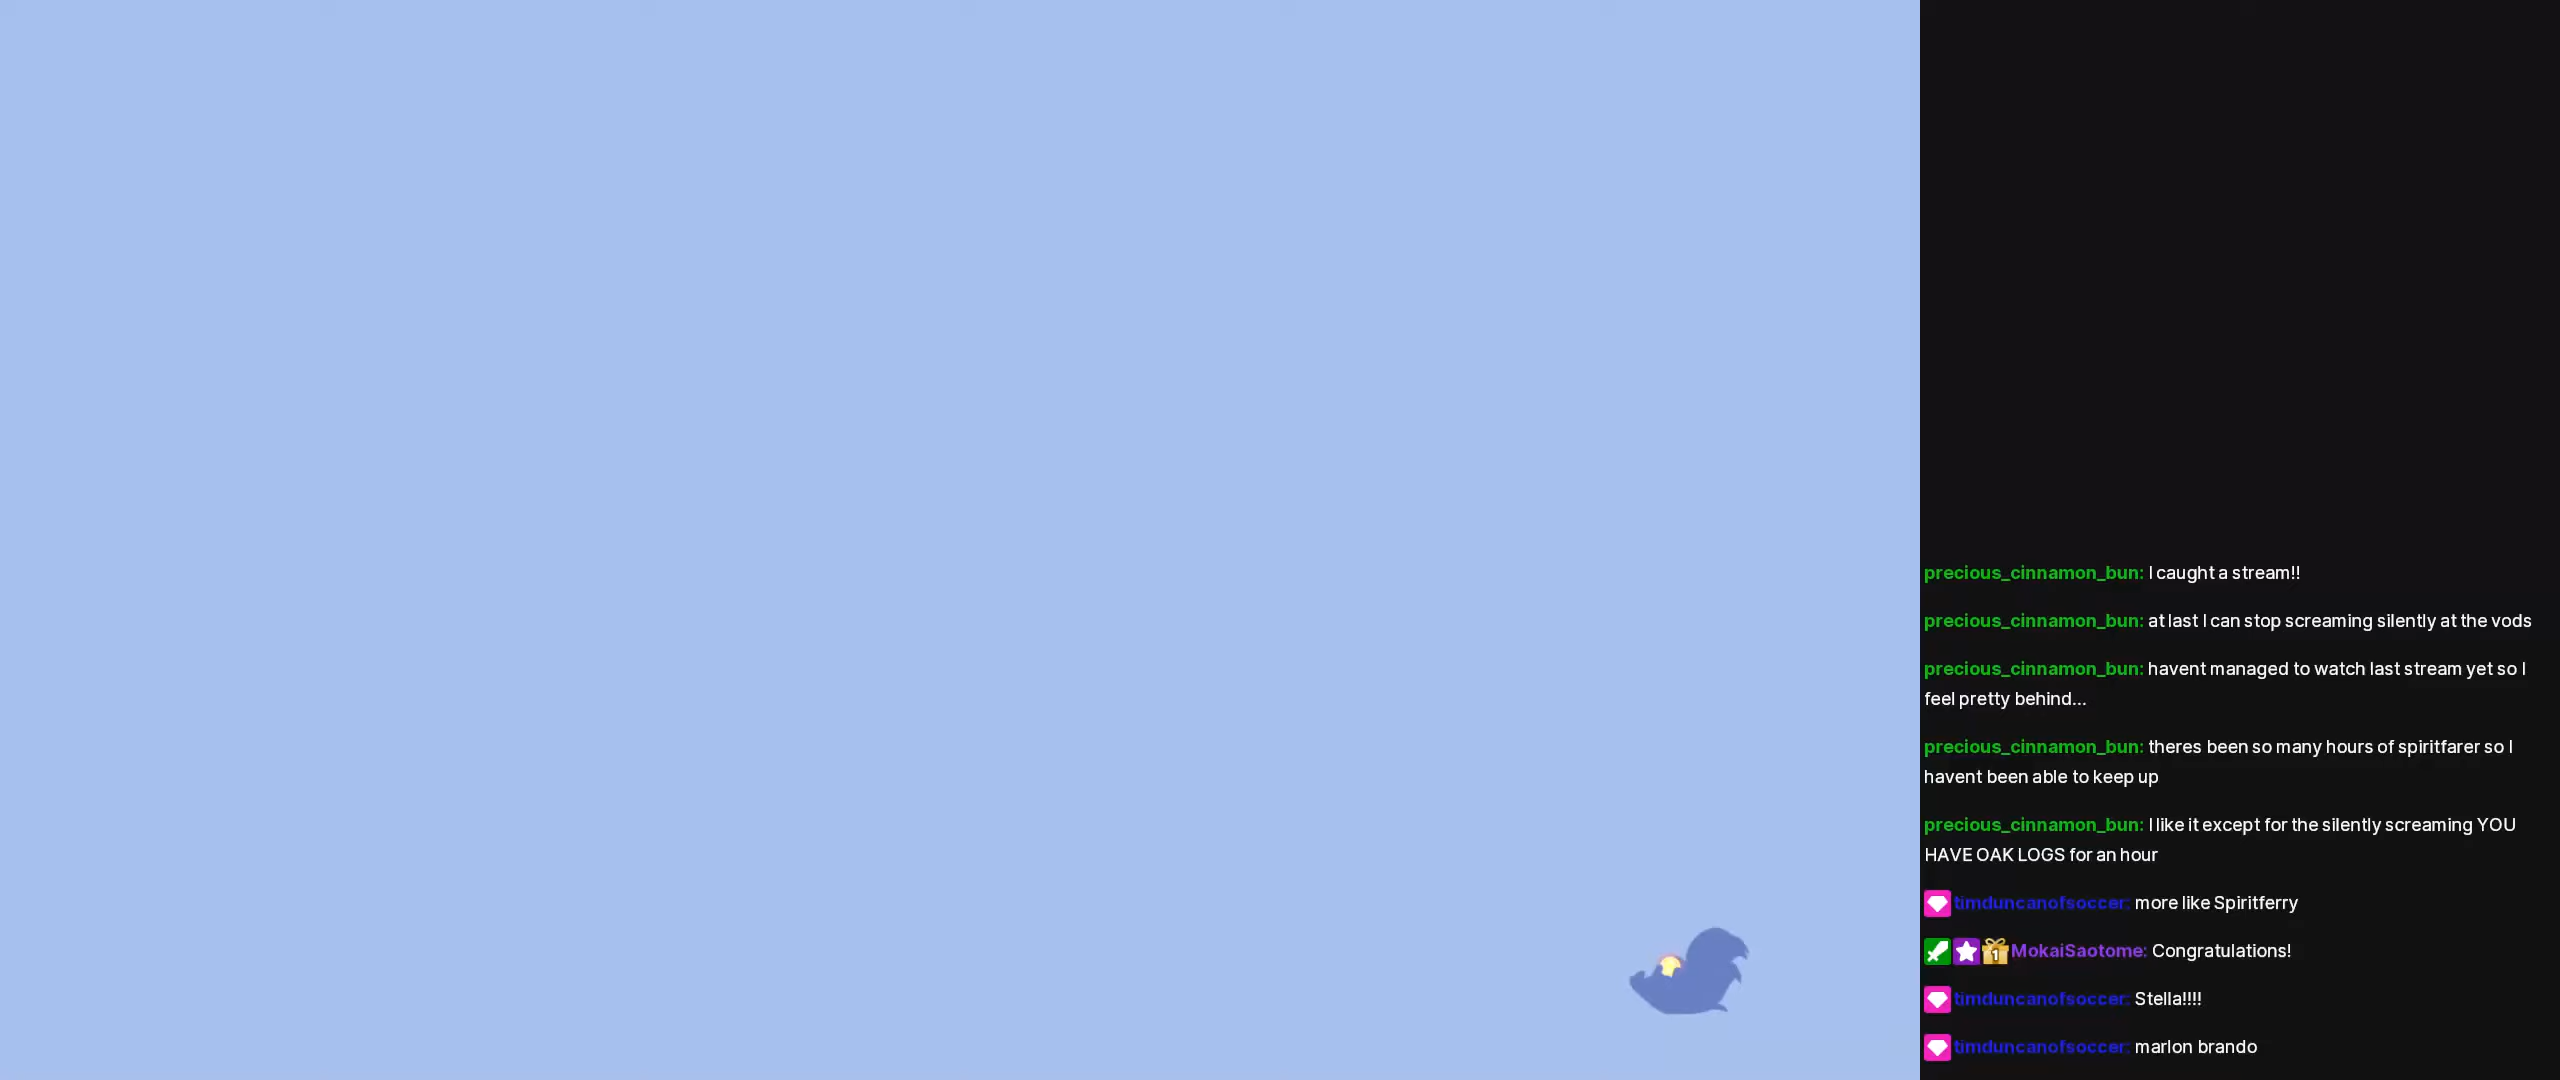 precious_cinnamon_bun: I caught a stream!!
precious_cinnamon_bun: at last I can stop screaming silently at the vods
precious_cinnamon_bun: havent managed to watch last stream yet so I
feel pretty behind...
precious_cinnamon_bun: theres been so many hours of spiritfarer so I
havent been able to keep up
precious_cinnamon_bun: I like it except for the silently screaming YOU
HAVE OAK LOGS for an hour
timduncanofsoccer: more like Spiritferry
1 MokaiSaotome: Congratulations!
timduncanofsoccer: Stella!!!!
timduncanofsoccer: marlon brando